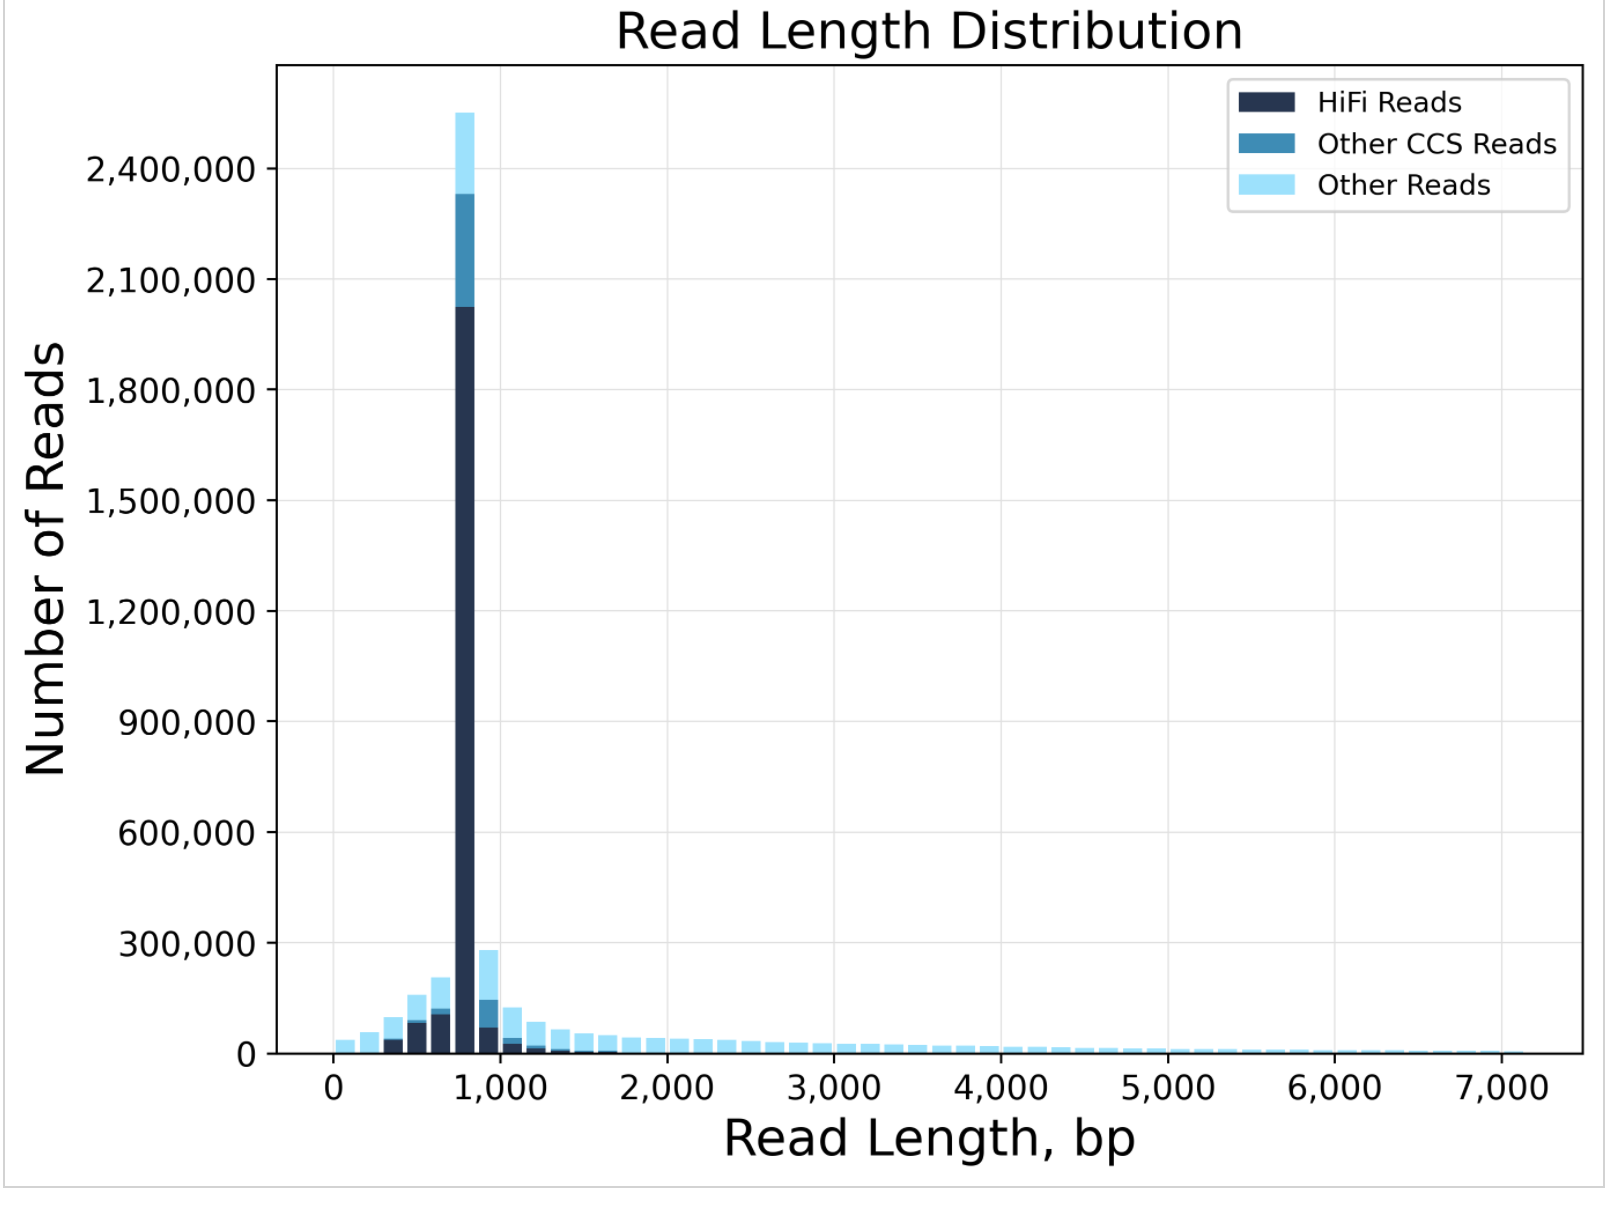 Read Length Distribution
HiFi Reads
Other CCS Reads
Other Reads
Number of Reads
2,400,000
2,100,000
1,800,000
1,500,000
1,200,000
900,000
600,000
300,000
0
0 1,000 2,000 3,000 4,000 5,000 6,000 7,000
Read Length, bp